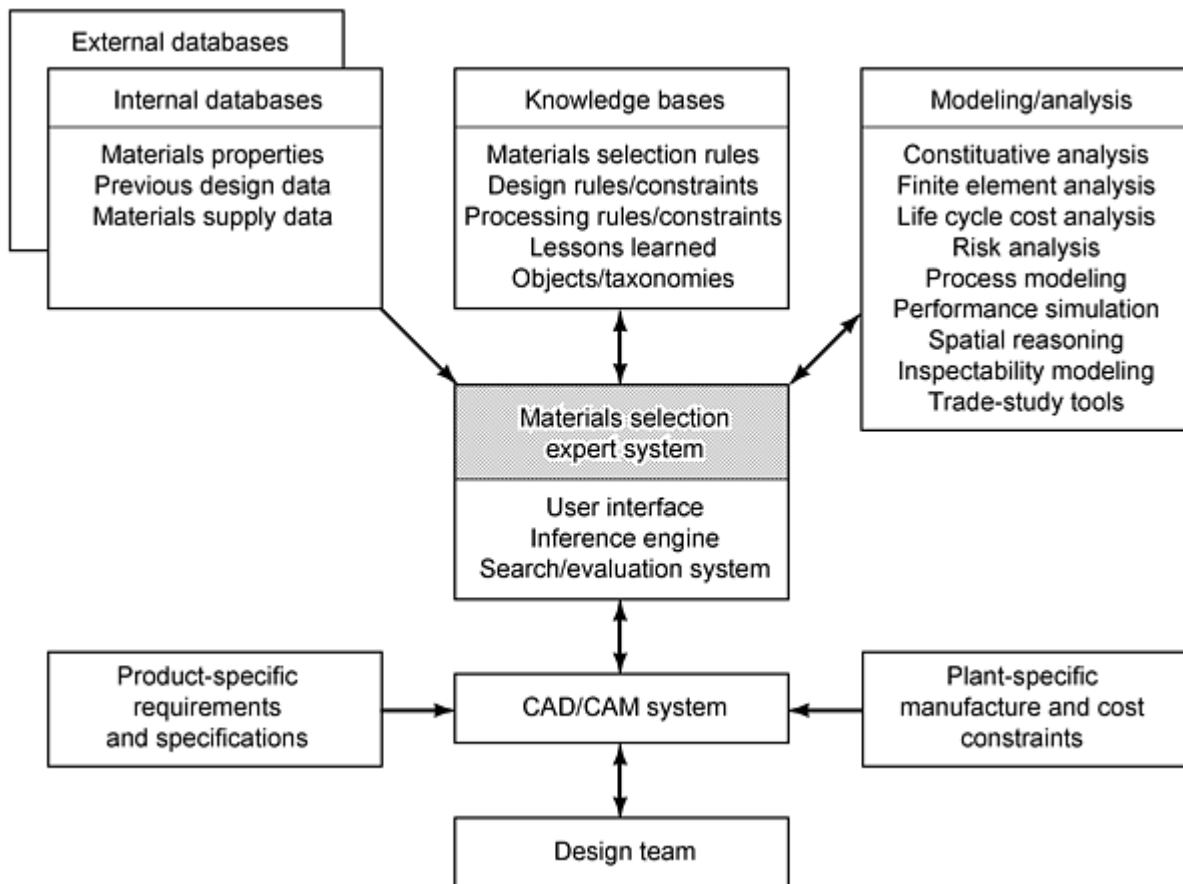 External databases
Internal databases
Materials properties
Previous design data
Materials supply data
Knowledge bases
Materials selection rules
Design rules/constraints
Processing rules/constraints
Lessons learned
Objects/taxonomies
Modeling/analysis
Constituative analysis
Finite element analysis
Life cycle cost analysis
Risk analysis
Process modeling
Performance simulation
Spatial reasoning
Inspectability modeling
Trade-study tools
Materials selection
expert system
User interface
Inference engine
Search/evaluation system
Product-specific
requirements
and specifications
CAD/CAM system
Plant-specific
manufacture and cost
constraints
Design team